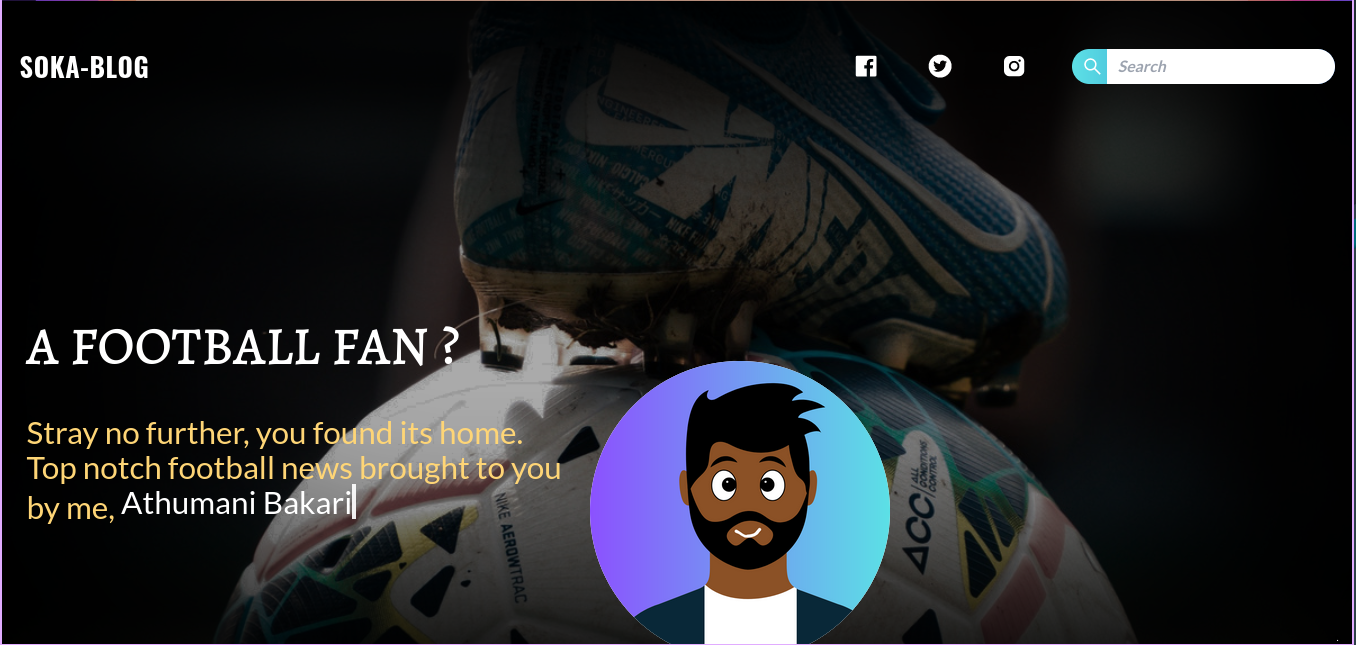 SOKA-BLOG
Search
A FOOTBALL FAN ?
Stray no further, you found its home.
Top notch football news brought to you
by me, Athumani Bakari
NIKE AEROWTRAC
ACC
ALL
CONDITIONS
CONTROL